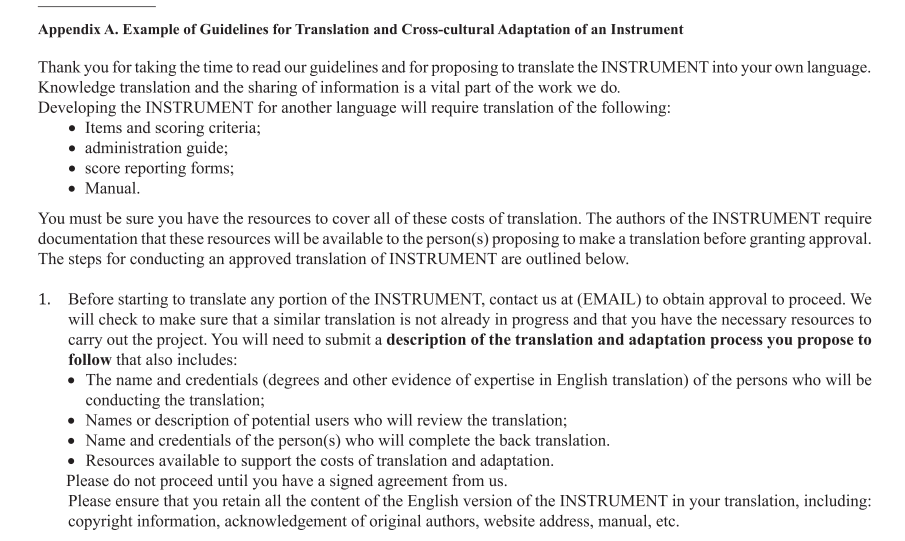 Appendix A. Example of Guidelines for Translation and Cross-cultural Adaptation of an Instrument
Thank you for taking the time to read our guidelines and for proposing to translate the INSTRUMENT into your own language.
Knowledge translation and the sharing of information is a vital part of the work we do.
Developing the INSTRUMENT for another language will require translation of the following:
• Items and scoring criteria;
• administration guide;
• score reporting forms;
• Manual.
You must be sure you have the resources to cover all of these costs of translation. The authors of the INSTRUMENT require
documentation that these resources will be available to the person(s) proposing to make a translation before granting approval.
The steps for conducting an approved translation of INSTRUMENT are outlined below.
1. Before starting to translate any portion of the INSTRUMENT, contact us at (EMAIL) to obtain approval to proceed. We
will check to make sure that a similar translation is not already in progress and that you have the necessary resources to
carry out the project. You will need to submit a description of the translation and adaptation process you propose to
follow that also includes:
• The name and credentials (degrees and other evidence of expertise in English translation) of the persons who will be
conducting the translation;
• Names or description of potential users who will review the translation;
• Name and credentials of the person(s) who will complete the back translation.
• Resources available to support the costs of translation and adaptation.
Please do not proceed until you have a signed agreement from us.
Please ensure that you retain all the content of the English version of the INSTRUMENT in your translation, including:
copyright information, acknowledgement of original authors, website address, manual, etc.